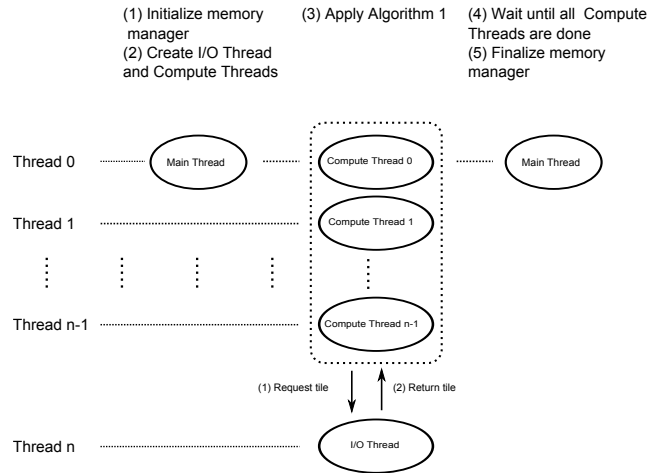 (1) Initialize memory
manager
(2) Create I/O Thread
and Compute Threads
(3) Apply Algorithm 1
(4) Wait until all Compute
Threads are done
(5) Finalize memory
manager
Thread 0
Main Thread
Compute Thread 0
Main Thread
Thread 1
Compute Thread 1
Thread n-1
Compute Thread n-1
(1) Request tile
(2) Return tile
Thread n
I/O Thread